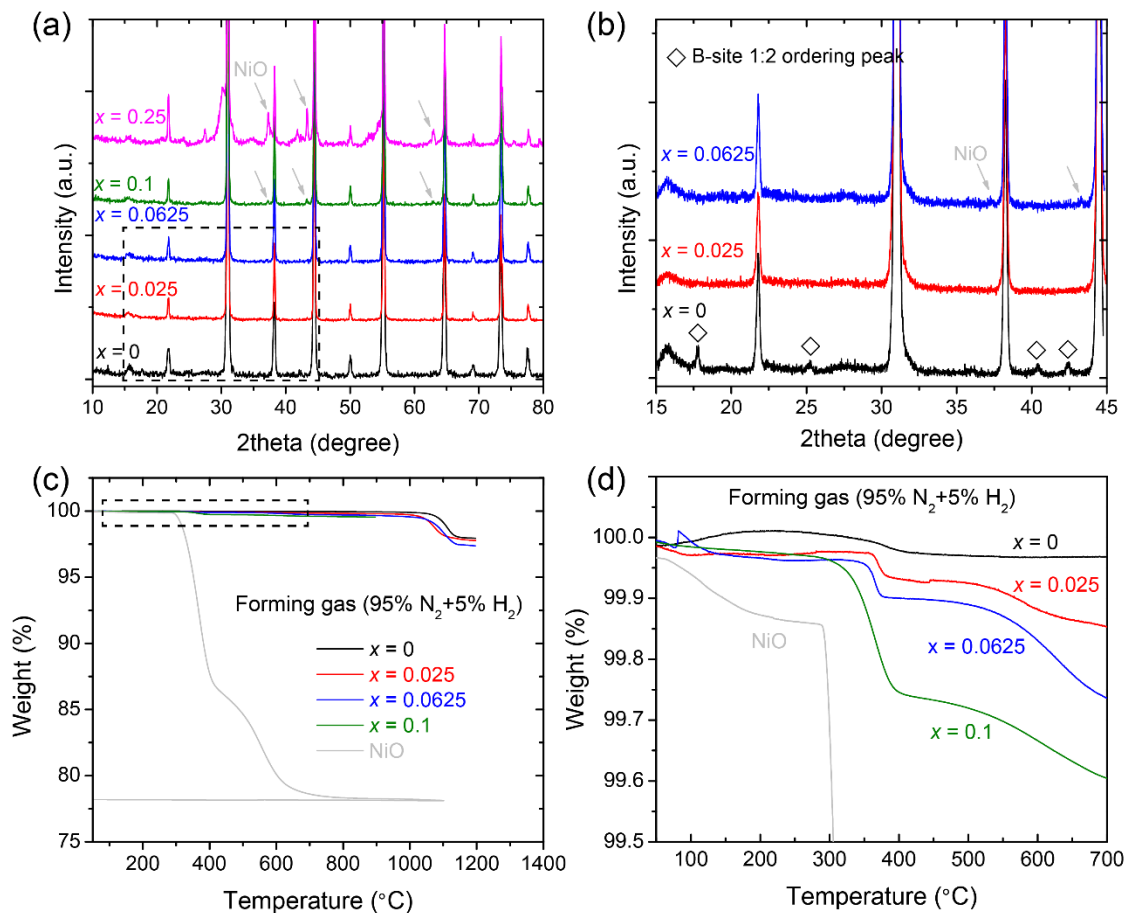 (a)
NiO
x = 0.25
x = 0.1
x = 0.0625
x = 0.025
x = 0
Intensity (a.u.)
10 20 30 40 50 60 70 80
2theta (degree)
(b)
◇ B-site 1:2 ordering peak
x = 0.0625
NiO
x = 0.025
x = 0
Intensity (a.u.)
15 20 25 30 35 40 45
2theta (degree)
(c)
100
95
90
85
80
75
Weight (%)
Forming gas (95% N₂+5% H₂)
x = 0
x = 0.025
x = 0.0625
x = 0.1
NiO
200 400 600 800 1000 1200 1400
Temperature (°C)
(d)
Forming gas (95% N₂+5% H₂)
100.0
99.9
99.8
99.7
99.6
99.5
Weight (%)
x = 0
x = 0.025
NiO
x = 0.0625
x = 0.1
100 200 300 400 500 600 700
Temperature (°C)